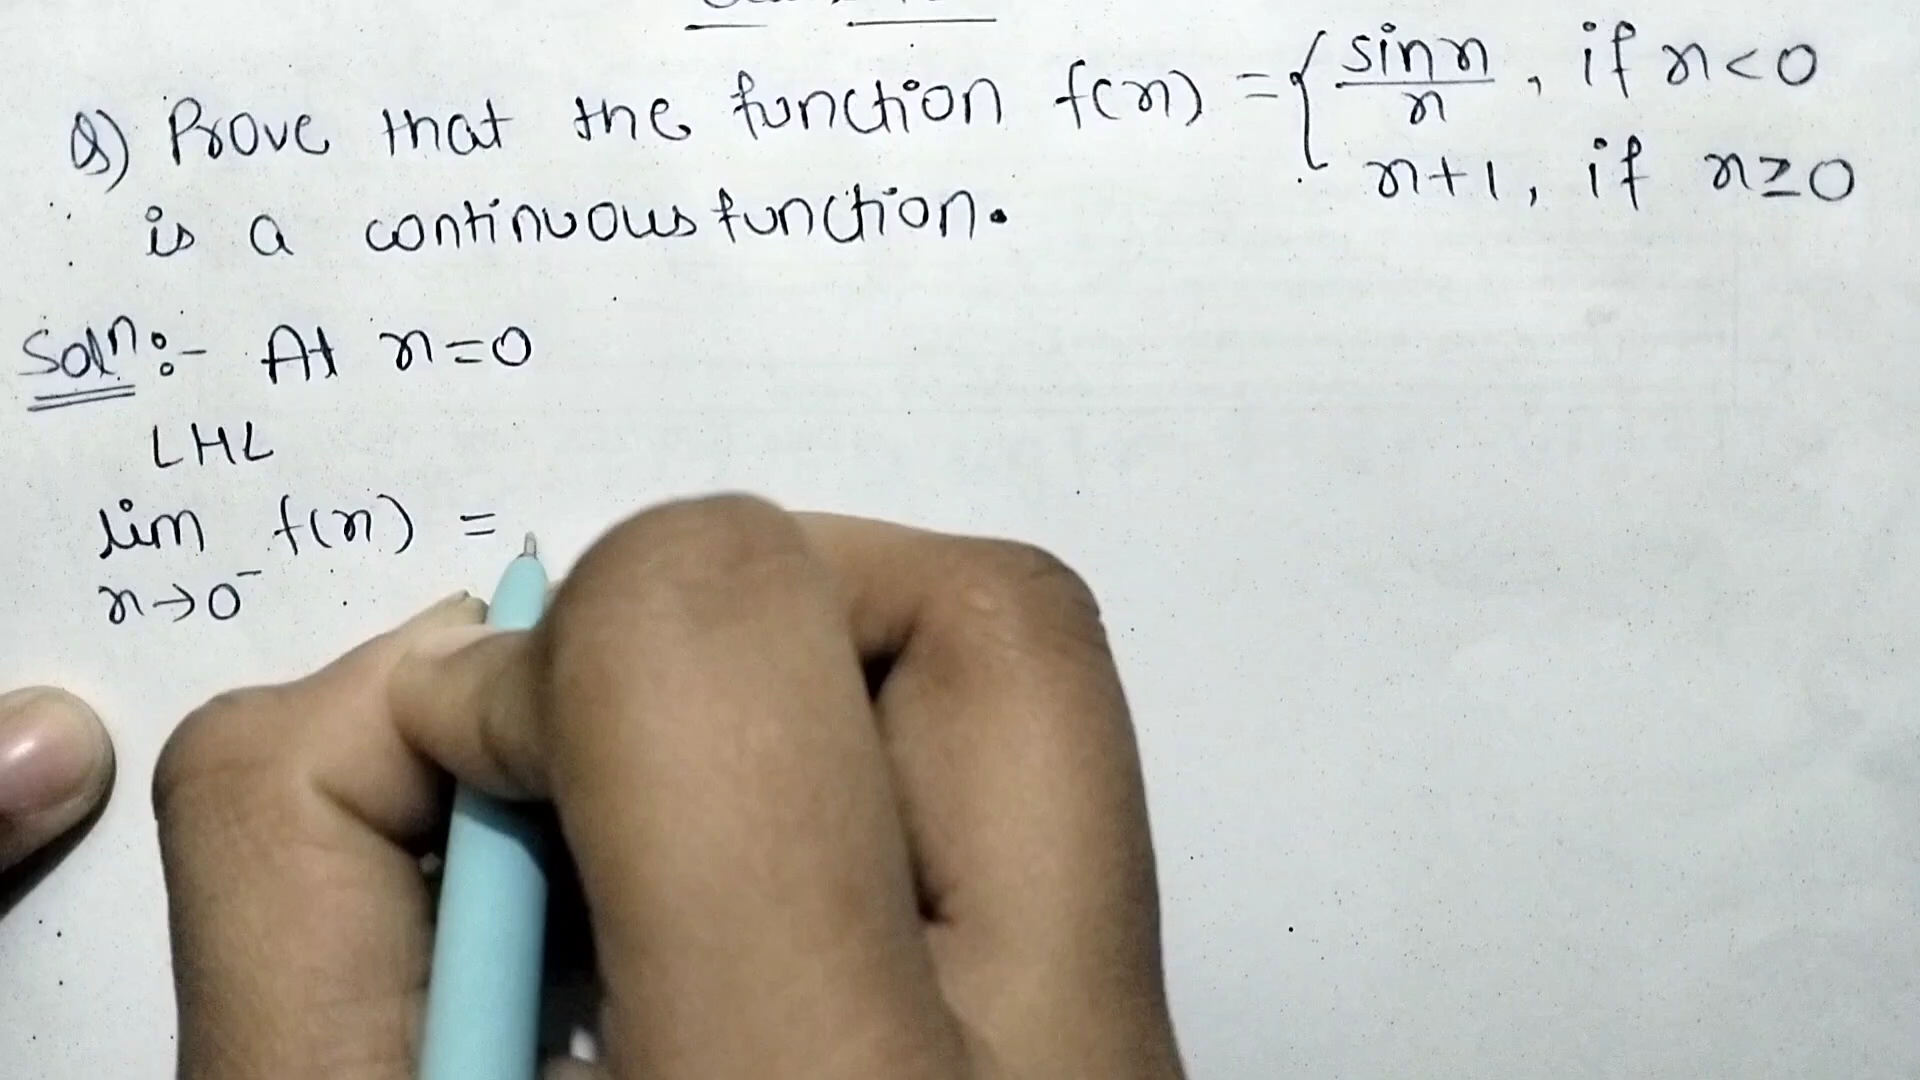 Q) Prove that the function f(x) = { sin x / x , if x < 0
x + 1 , if x ≥ 0
is a continuous function.
Soln:- At x = 0
LHL
lim f(x) =
x → 0⁻